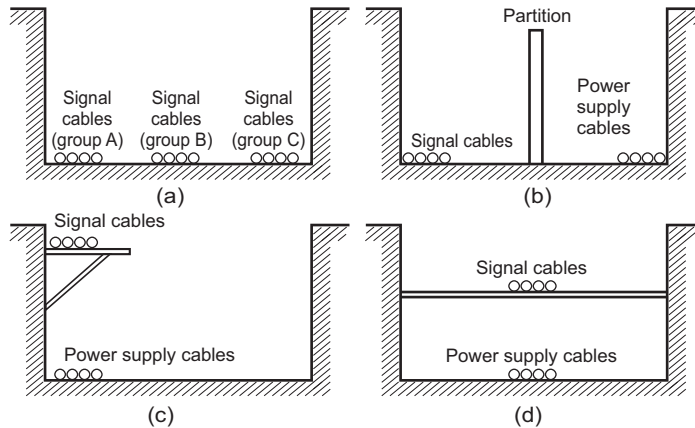 Signal
cables
(group A)
Signal
cables
(group B)
Signal
cables
(group C)
(a)
Partition
Signal cables
Power
supply
cables
(b)
Signal cables
Power supply cables
(c)
Signal cables
Power supply cables
(d)